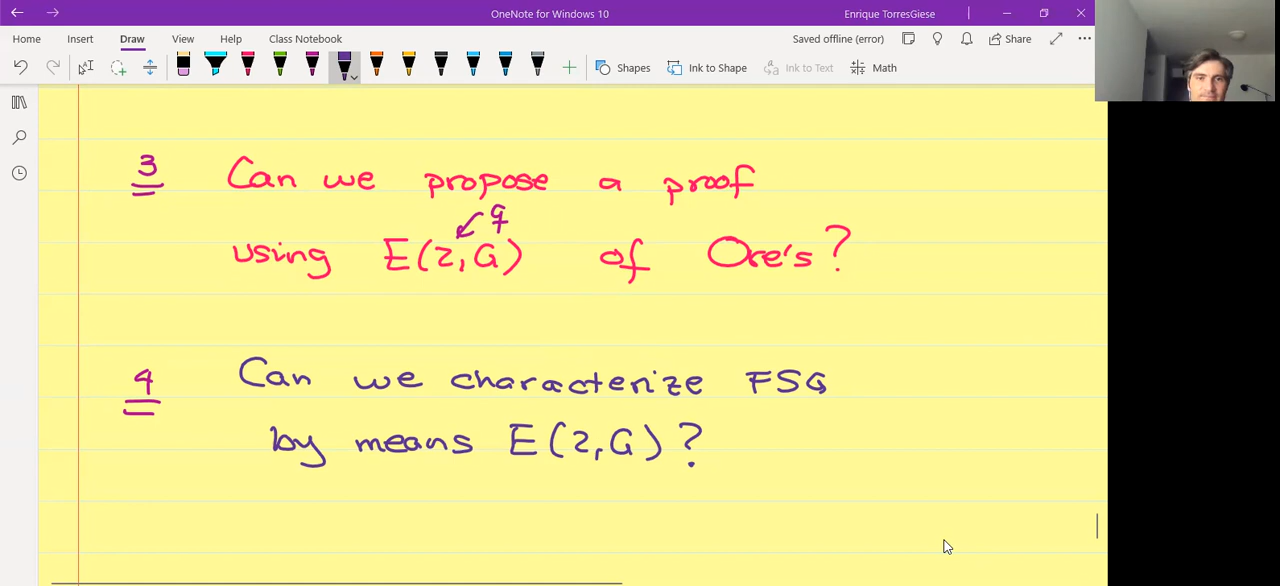 OneNote for Windows 10
Enrique TorresGiese
Home Insert Draw View Help Class Notebook
Saved offline (error)
Share
Shapes
Ink to Shape
Ink to Text
Math
3 Can we propose a proof
q
using E(2,G) of Ore's?
4 Can we characterize FSG
by means E(2,G)?